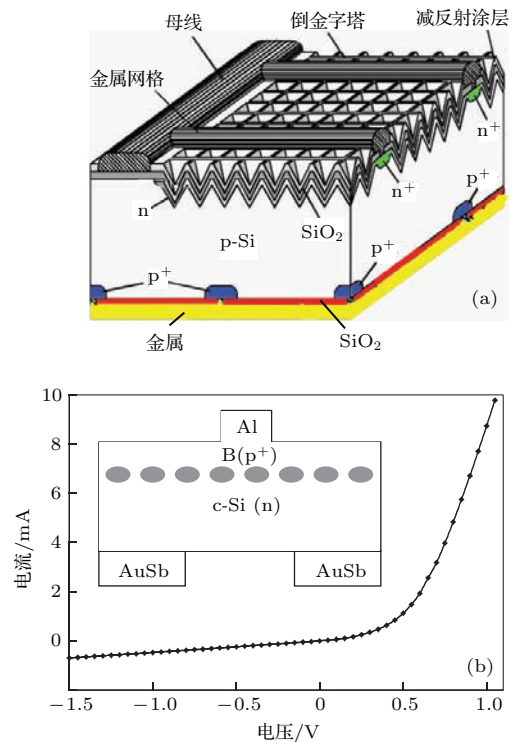 母线
倒金字塔
减反射涂层
金属网格
n+
n+
n
p+
p-Si
SiO2
p+
p+
(a)
金属
SiO2
10
8
6
4
2
0
电流/mA
Al
B(p+)
c-Si (n)
AuSb
AuSb
(b)
−1.5
−1.0
−0.5
0
0.5
1.0
电压/V